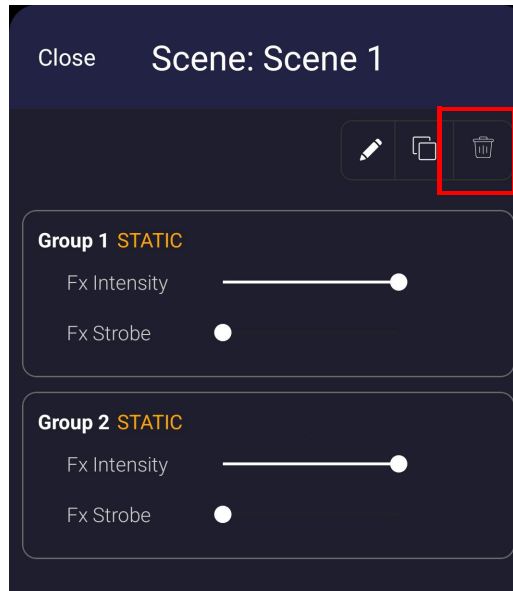 Close Scene: Scene 1
Group 1 STATIC
Fx Intensity
Fx Strobe
Group 2 STATIC
Fx Intensity
Fx Strobe